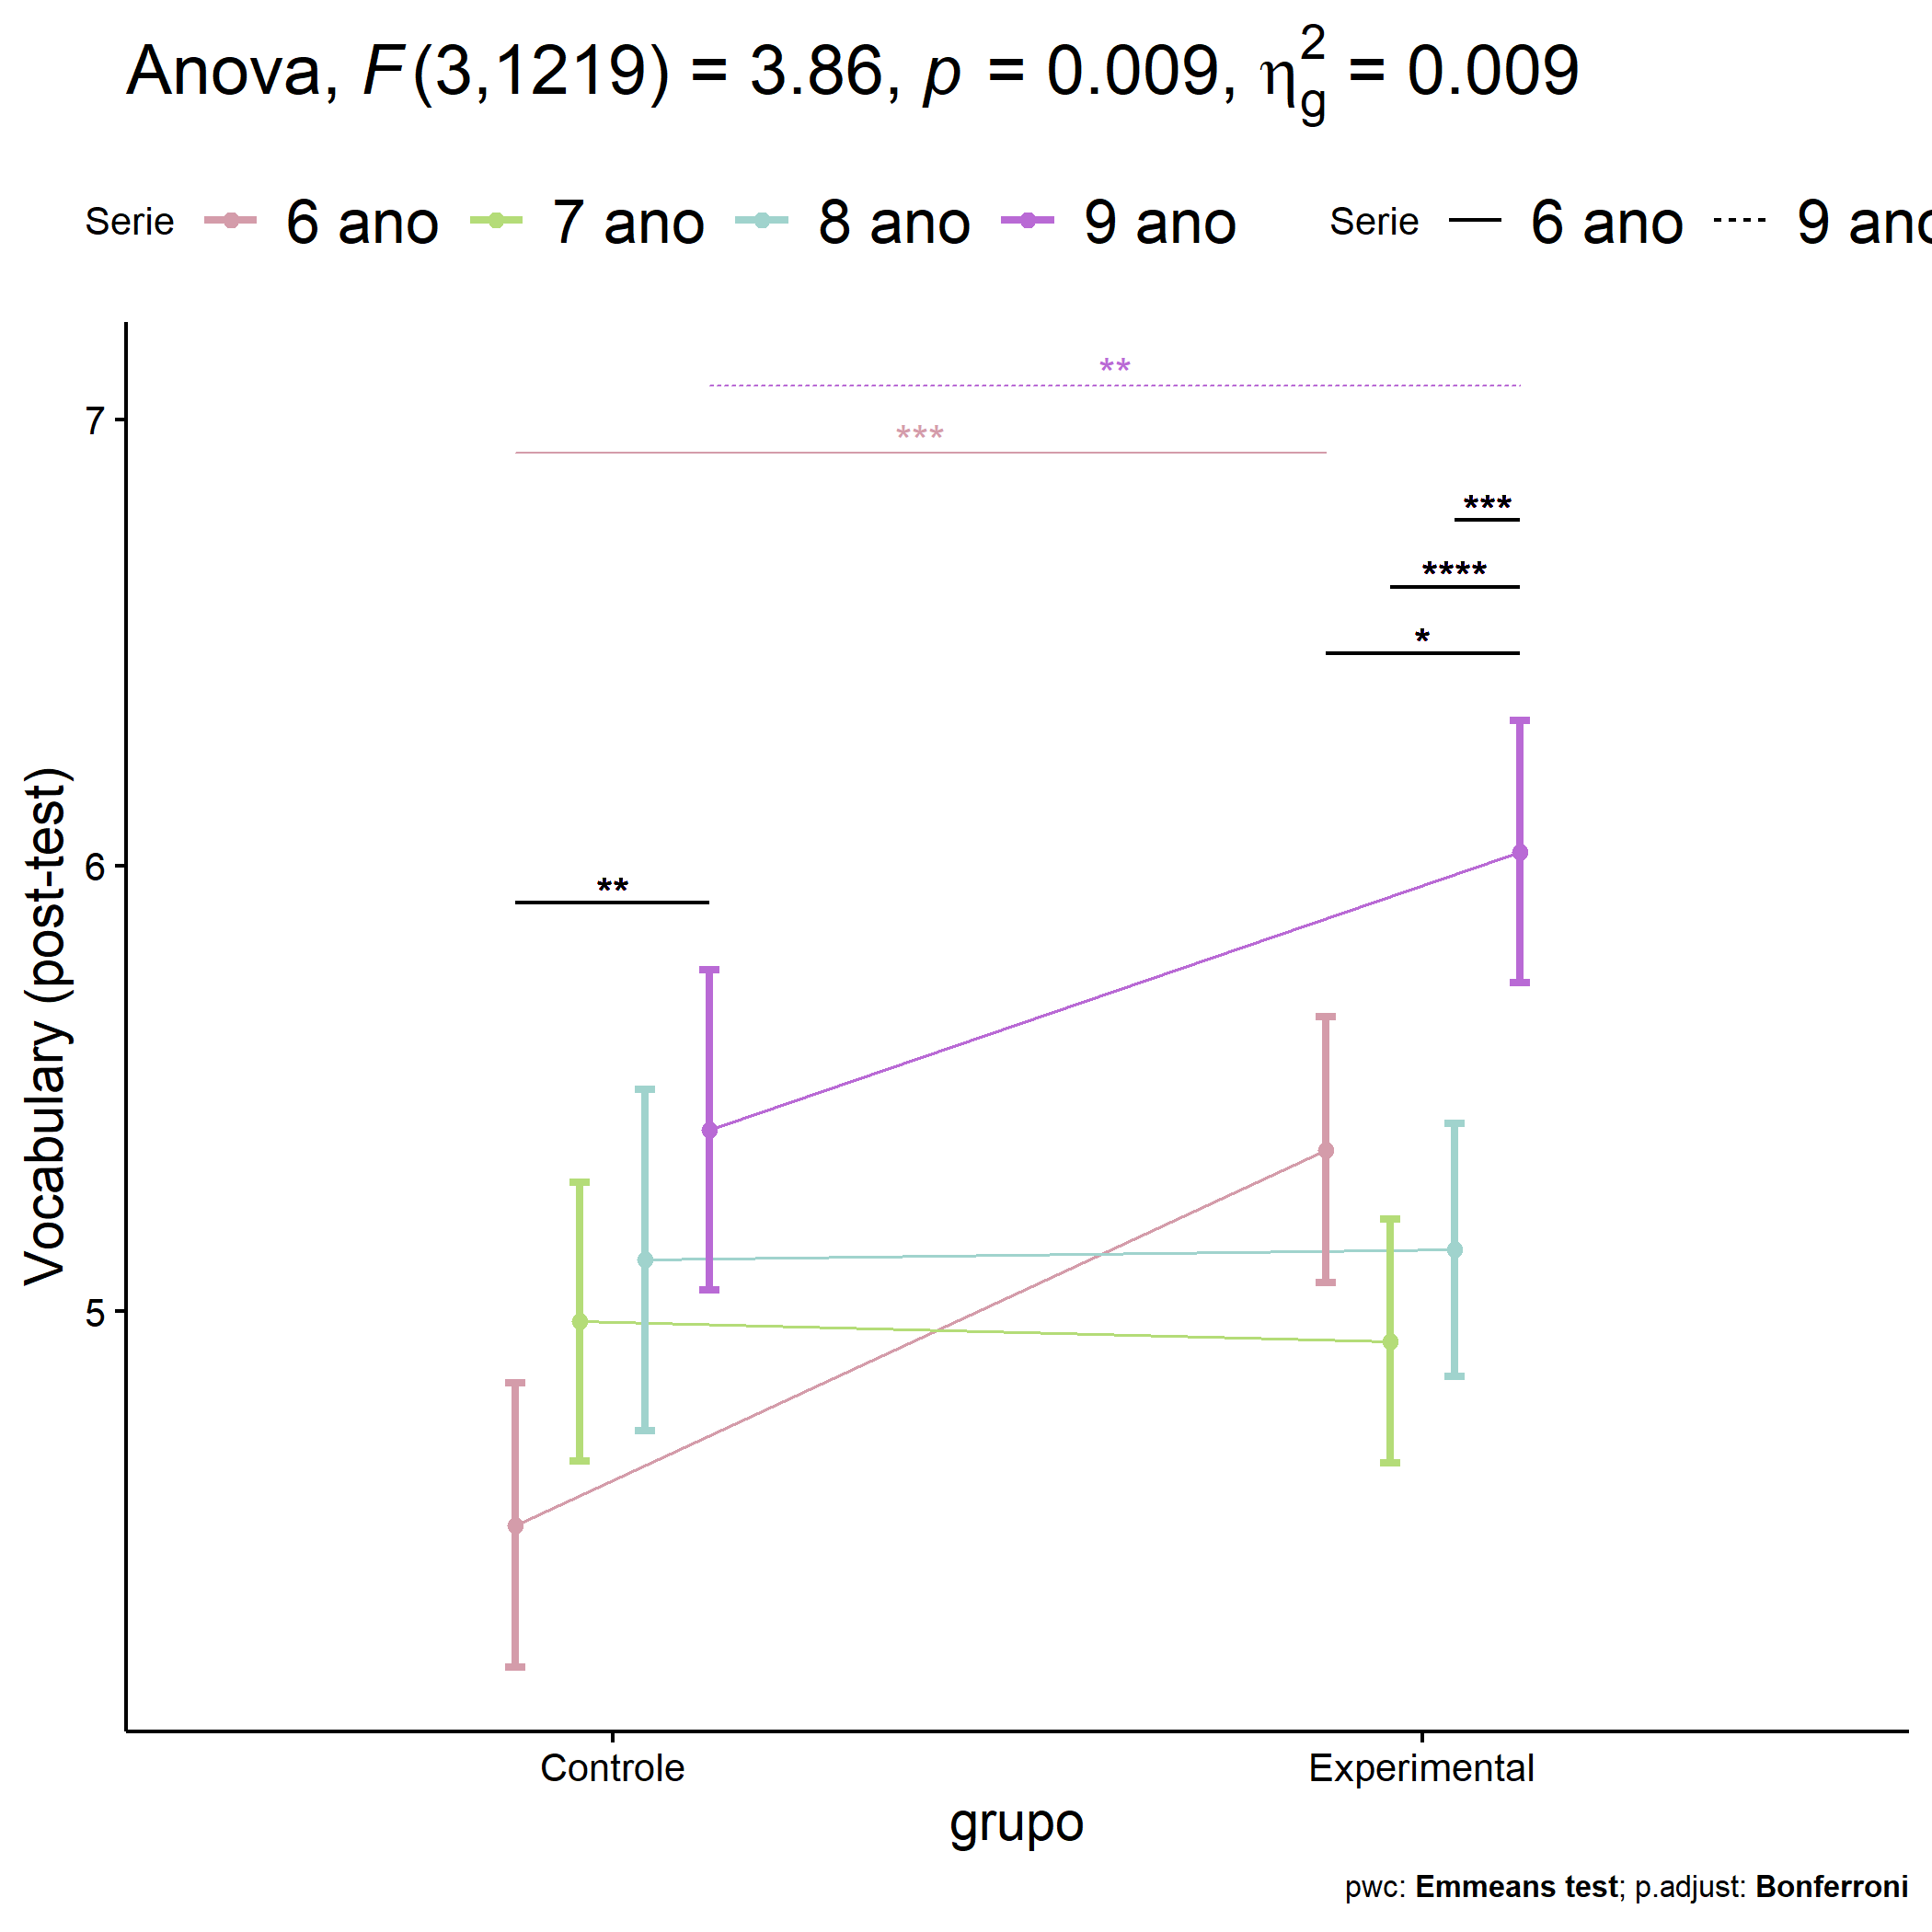 Anova, F(3,1219) = 3.86, p = 0.009, η²g = 0.009
Serie 6 ano 7 ano 8 ano 9 ano Serie 6 ano 9 ano
**
7
***
***
****
*
6
**
5
Vocabulary (post-test)
Controle Experimental
grupo
pwc: Emmeans test; p.adjust: Bonferroni